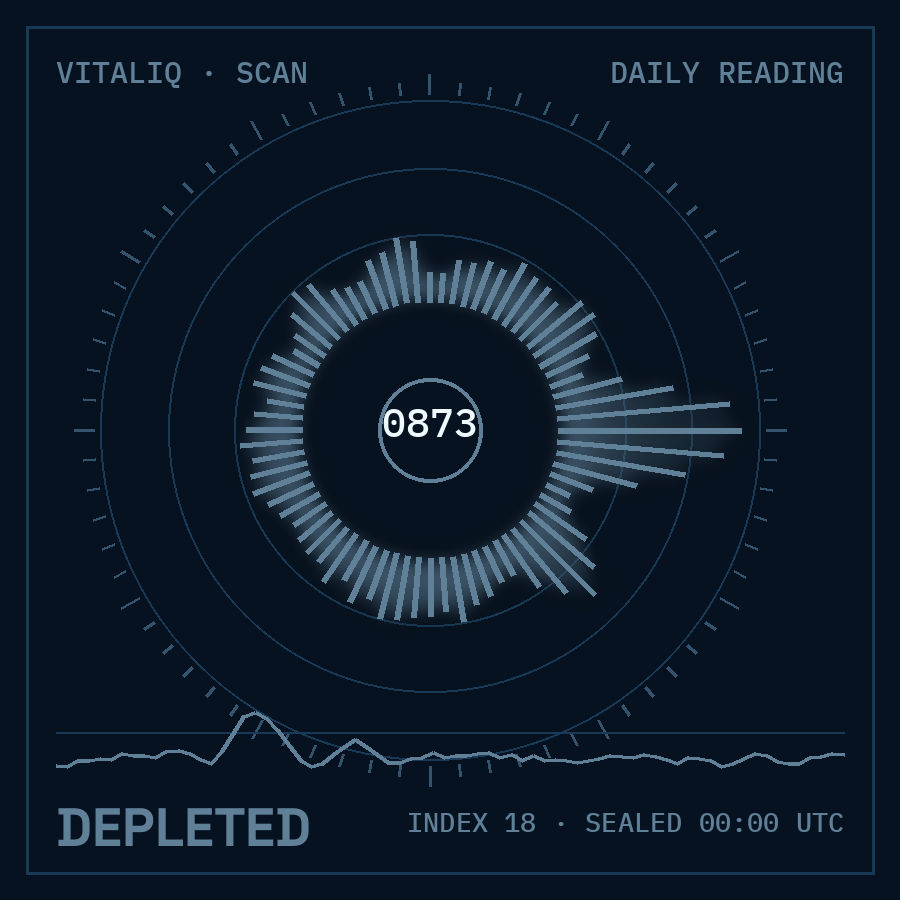 VITALIQ · SCAN
DAILY READING
0873
DEPLETED
INDEX 18 · SEALED 00:00 UTC